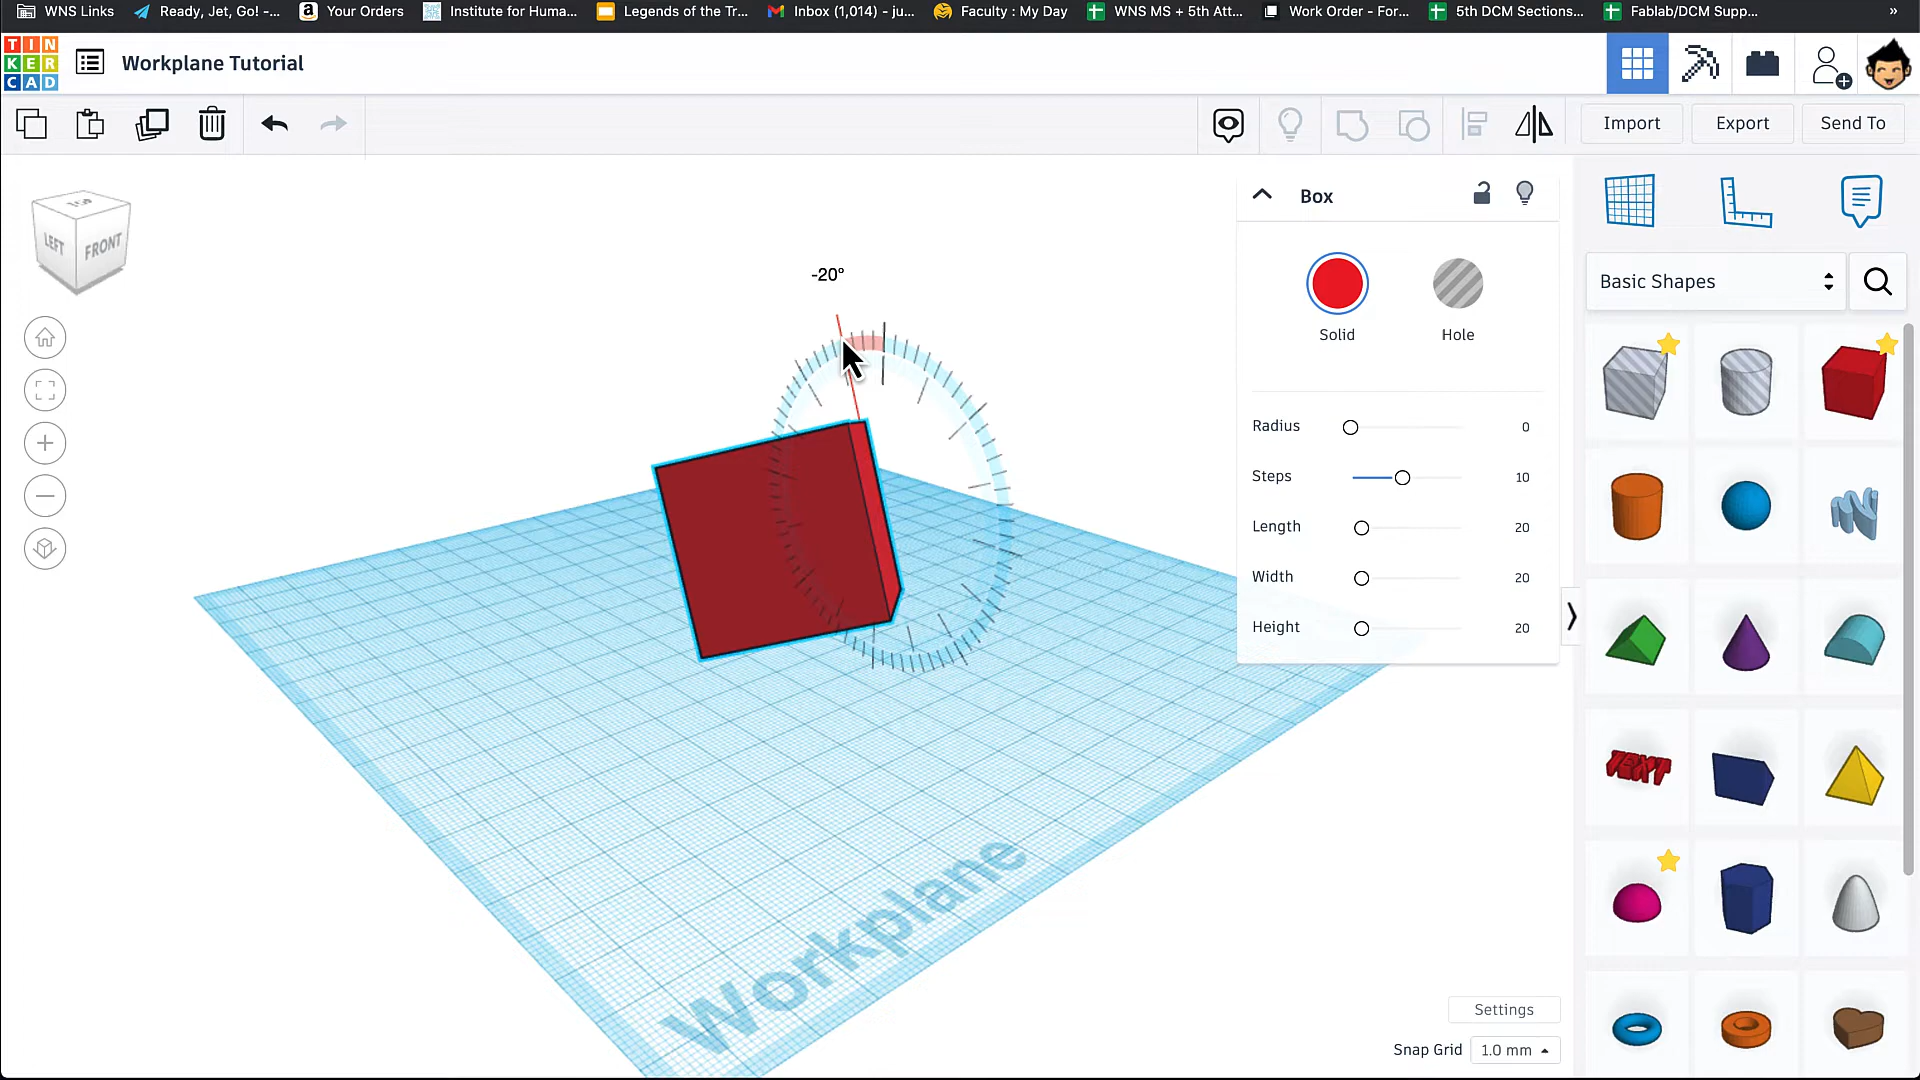 WNS Links
Ready, Jet, Go! -...
Your Orders
Institute for Huma...
Legends of the Tr...
Inbox (1,014) - ju...
Faculty : My Day
WNS MS + 5th Att...
Work Order - For...
5th DCM Sections...
Fablab/DCM Supp...
»
TIN
KER
CAD
Workplane Tutorial
Import
Export
Send To
TOP
LEFT
FRONT
-20°
Box
Solid
Hole
Radius
0
Steps
10
Length
20
Width
20
Height
20
Basic Shapes
TEXT
Workplane
Settings
Snap Grid
1.0 mm